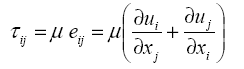 τ_ij = μ e_ij = μ(∂u_i/∂x_j + ∂u_j/∂x_i)